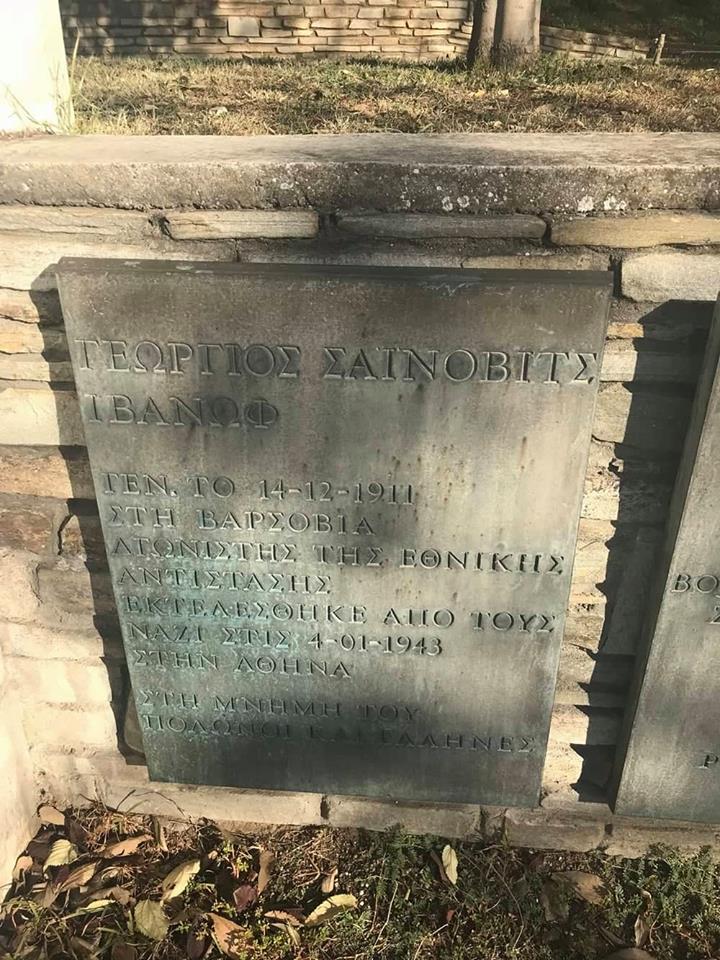 ΓΕΩΡΓΙΟΣ ΣΑΪΝΟΒΙΤΣ
ΙΒΑΝΩΦ
ΓΕΝ. ΤΟ 14-12-1911
ΣΤΗ ΒΑΡΣΟΒΙΑ
ΑΓΩΝΙΣΤΗΣ ΤΗΣ ΕΘΝΙΚΗΣ
ΑΝΤΙΣΤΑΣΗΣ
ΕΚΤΕΛΕΣΘΗΚΕ ΑΠΟ ΤΟΥΣ
ΝΑΖΙ ΣΤΙΣ 4-01-1943
ΣΤΗΝ ΑΘΗΝΑ
ΣΤΗ ΜΝΗΜΗ ΤΟΥ
ΠΟΛΩΝΟΙ ΚΑΙ ΕΛΛΗΝΕΣ